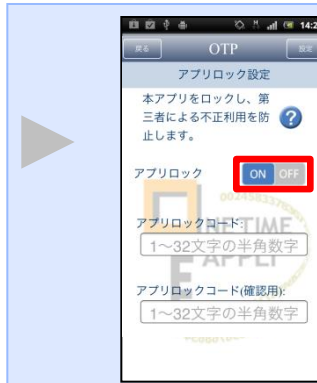 14:2
戻る OTP 設定
アプリロック設定
本アプリをロックし、第
三者による不正利用を防
止します。
アプリロック ON OFF
アプリロックコード:
1～32文字の半角数字
アプリロックコード(確認用):
1～32文字の半角数字